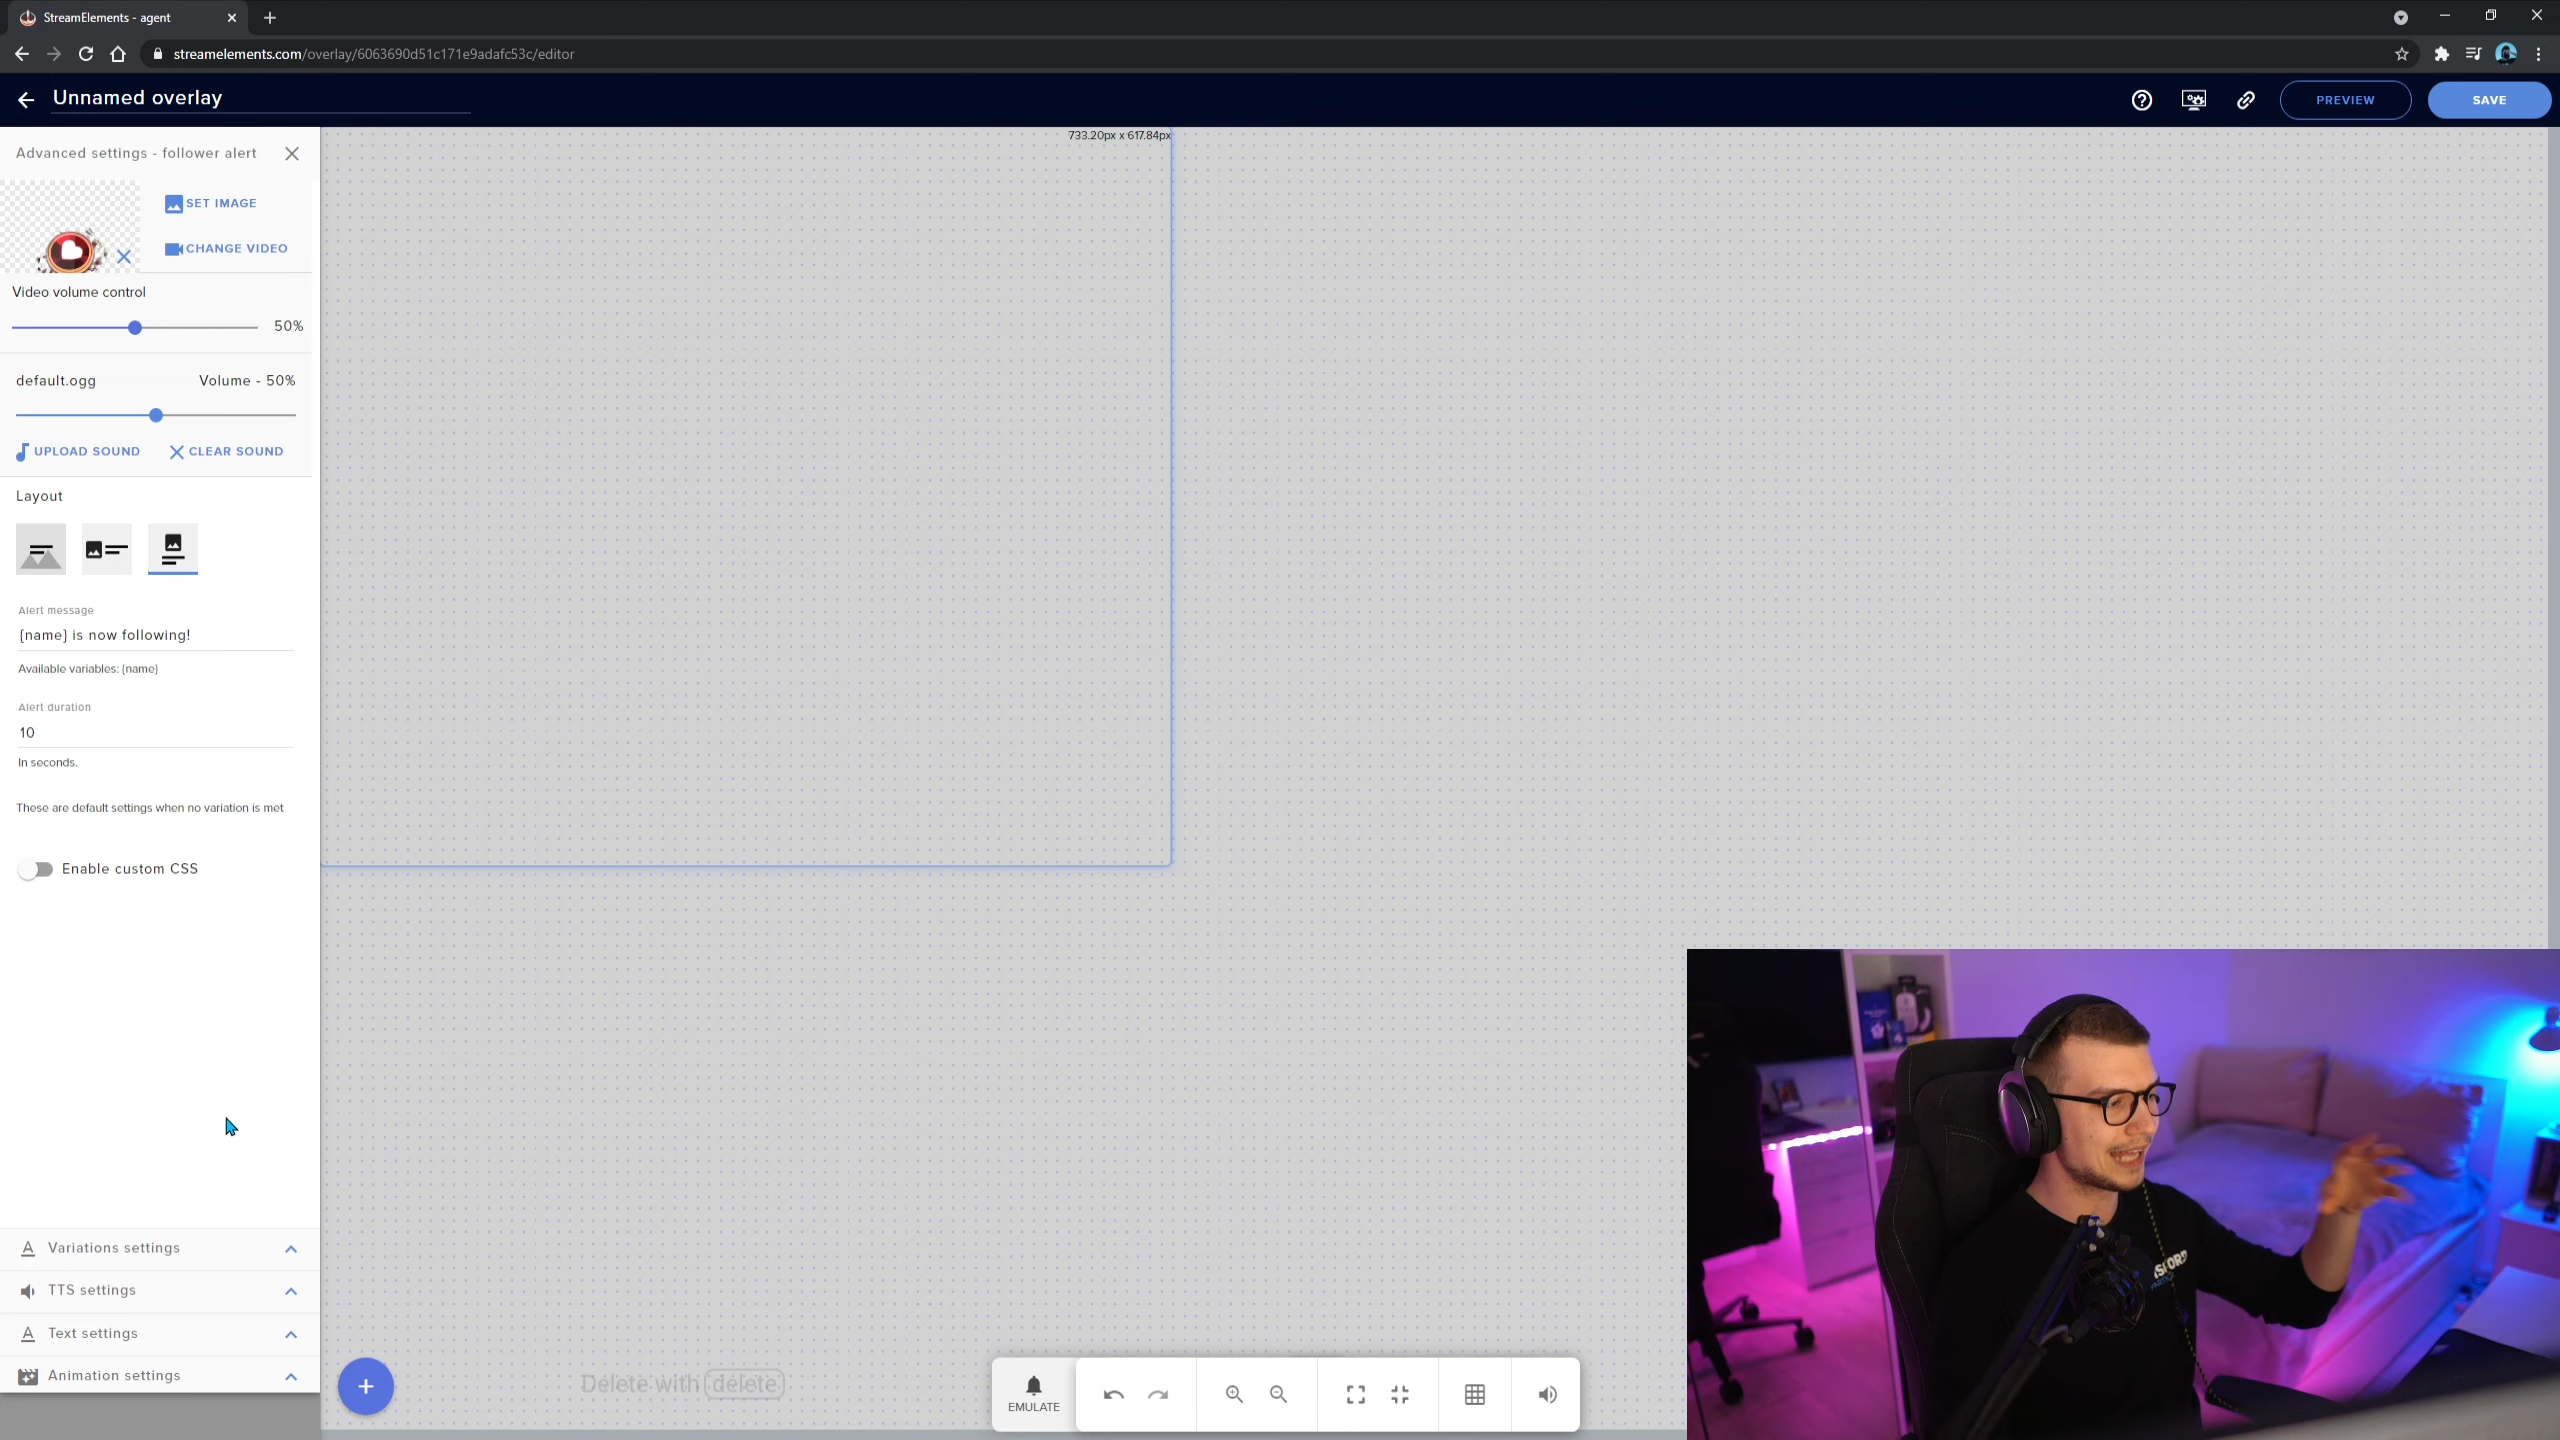 StreamElements - agent
streamelements.com/overlay/6063690d51c171e9adafc53c/editor
Unnamed overlay
PREVIEW
SAVE
733.20px x 617.84px
Advanced settings - follower alert
SET IMAGE
CHANGE VIDEO
Video volume control
50%
default.ogg
Volume - 50%
UPLOAD SOUND
CLEAR SOUND
Layout
Alert message
{name} is now following!
Available variables: {name}
Alert duration
10
In seconds.
These are default settings when no variation is met
Enable custom CSS
Variations settings
TTS settings
Text settings
Animation settings
Delete with delete
EMULATE